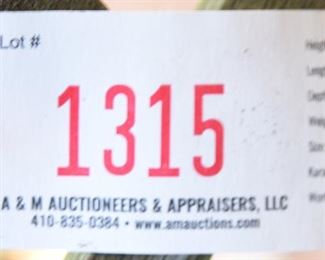 Lot #
1315
A & M AUCTIONEERS & APPRAISERS, LLC
410-835-0384 • www.amauctions.com